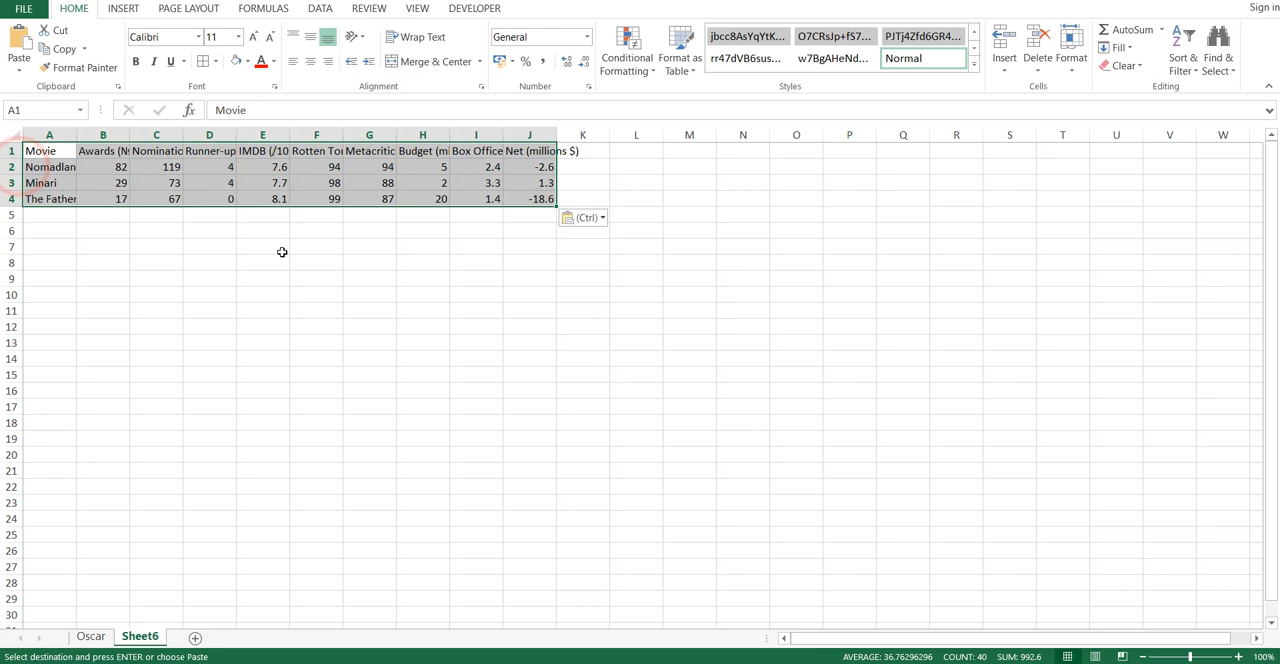 FILE HOME INSERT PAGE LAYOUT FORMULAS DATA REVIEW VIEW DEVELOPER Sign in
Paste
Cut
Copy
Format Painter
Clipboard
Calibri 11
A A
B I U A
Font
Wrap Text
Merge & Center
Alignment
General
% ,
Number
Conditional Formatting
Format as Table
jbcc8AsYqYtK... O7CRsJp+fS7... PJTj4Zfd6GR4...
rr47dVB6sus... w7BgAHeNd... Normal
Styles
Insert Delete Format
Cells
AutoSum
Fill
Clear
Sort & Filter
Find & Select
Editing
A1 fx Movie
A B C D E F G H I J K L M N O P Q R S T U V W
1 Movie Awards (N Nominatio Runner-up IMDB (/10 Rotten To Metacritic Budget (mi Box Office Net (millions $)
2 Nomadlan 82 119 4 7.6 94 94 5 2.4 -2.6
3 Minari 29 73 4 7.7 98 88 2 3.3 1.3
4 The Father 17 67 0 8.1 99 87 20 1.4 -18.6
5 (Ctrl)
6
7
8
9
10
11
12
13
14
15
16
17
18
19
20
21
22
23
24
25
26
27
28
29
30
Oscar Sheet6
Select destination and press ENTER or choose Paste AVERAGE: 36.76296296 COUNT: 40 SUM: 992.6 100%